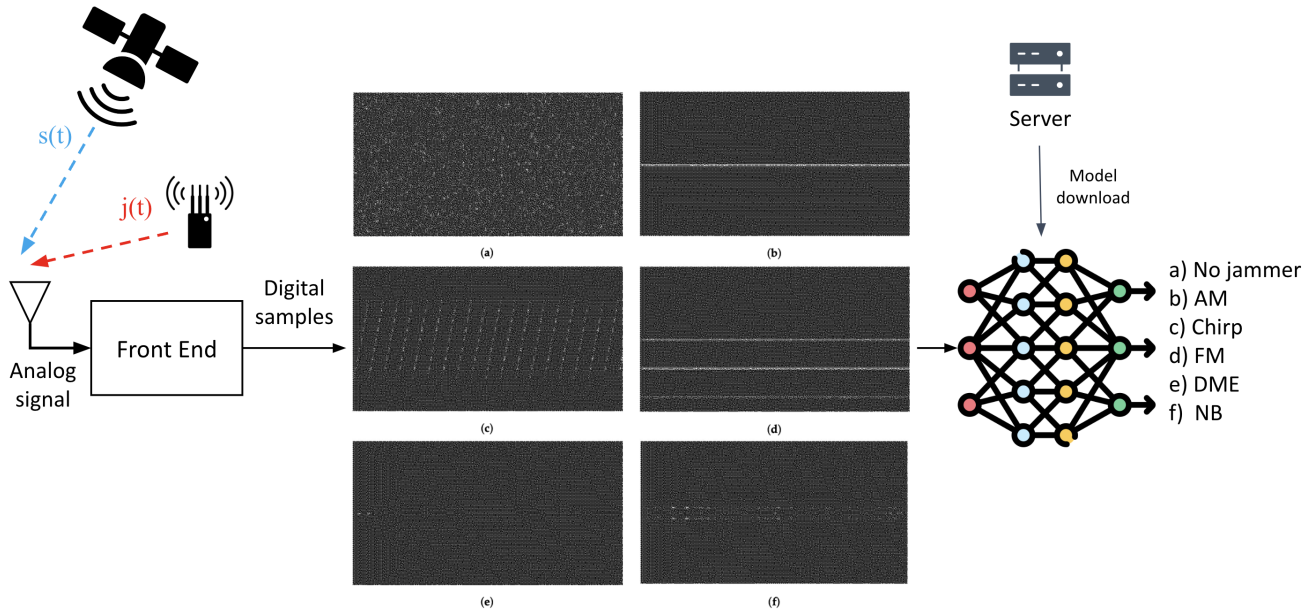 s(t)
j(t)
Analog
signal
Front End
Digital
samples
(a)
(b)
(c)
(d)
(e)
(f)
Server
Model
download
a) No jammer
b) AM
c) Chirp
d) FM
e) DME
f) NB